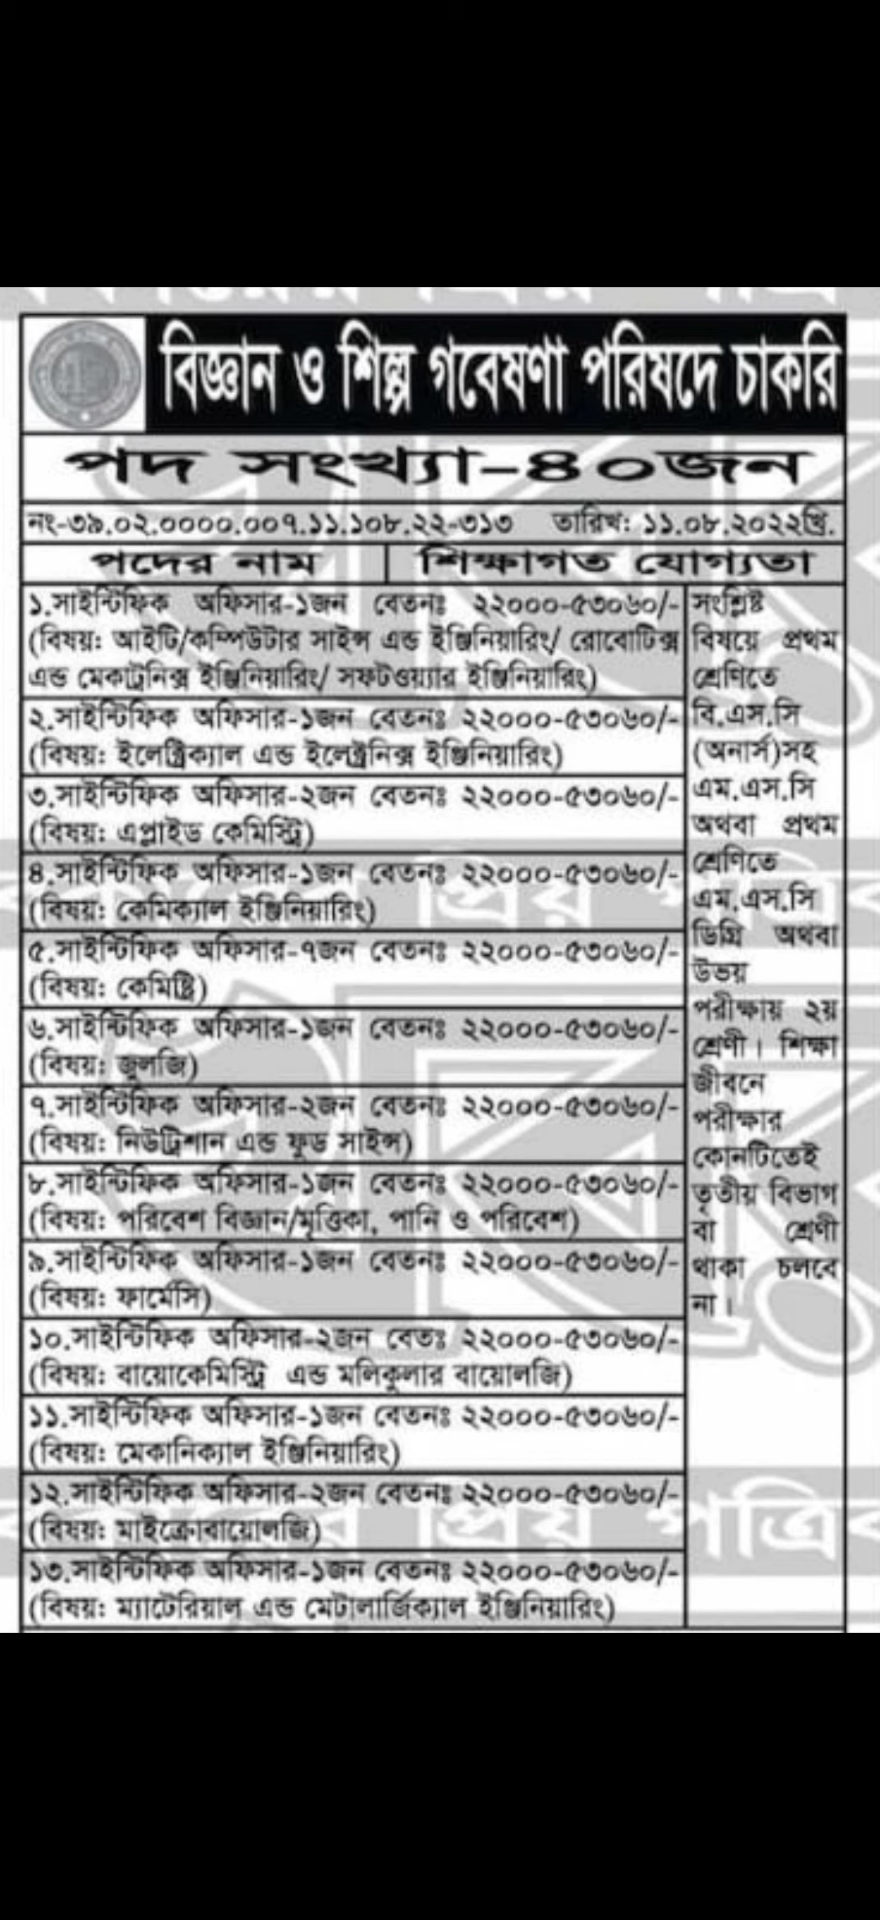 বিজ্ঞান ও শিল্প গবেষণা পরিষদে চাকরি
পদ সংখ্যা-৪০জন
নং-৩৯.০২.০০০০.০০৭.১১.১০৮.২২-৩১৩ তারিখ: ১১.০৮.২০২২খ্রি.
পদের নাম
শিক্ষাগত যোগ্যতা
১.সাইন্টিফিক অফিসার-১জন বেতনঃ ২২০০০-৫৩০৬০/-
(বিষয়: আইটি/কম্পিউটার সাইন্স এন্ড ইঞ্জিনিয়ারিং/ রোবোটিক্স
এন্ড মেকাট্রনিক্স ইঞ্জিনিয়ারিং/ সফটওয়্যার ইঞ্জিনিয়ারিং)
২.সাইন্টিফিক অফিসার-১জন বেতনঃ ২২০০০-৫৩০৬০/-
(বিষয়: ইলেক্ট্রিক্যাল এন্ড ইলেক্ট্রনিক্স ইঞ্জিনিয়ারিং)
৩.সাইন্টিফিক অফিসার-২জন বেতনঃ ২২০০০-৫৩০৬০/-
(বিষয়: এপ্লাইড কেমিস্ট্রি)
৪.সাইন্টিফিক অফিসার-১জন বেতনঃ ২২০০০-৫৩০৬০/-
(বিষয়: কেমিক্যাল ইঞ্জিনিয়ারিং)
৫.সাইন্টিফিক অফিসার-৭জন বেতনঃ ২২০০০-৫৩০৬০/-
(বিষয়: কেমিষ্ট্রি)
৬.সাইন্টিফিক অফিসার-১জন বেতনঃ ২২০০০-৫৩০৬০/-
(বিষয়: জুলজি)
৭.সাইন্টিফিক অফিসার-২জন বেতনঃ ২২০০০-৫৩০৬০/-
(বিষয়: নিউট্রিশান এন্ড ফুড সাইন্স)
৮.সাইন্টিফিক অফিসার-১জন বেতনঃ ২২০০০-৫৩০৬০/-
(বিষয়: পরিবেশ বিজ্ঞান/মৃত্তিকা, পানি ও পরিবেশ)
৯.সাইন্টিফিক অফিসার-১জন বেতনঃ ২২০০০-৫৩০৬০/-
(বিষয়: ফার্মেসি)
১০.সাইন্টিফিক অফিসার-২জন বেতঃ ২২০০০-৫৩০৬০/-
(বিষয়: বায়োকেমিস্ট্রি এন্ড মলিকুলার বায়োলজি)
১১.সাইন্টিফিক অফিসার-১জন বেতনঃ ২২০০০-৫৩০৬০/-
(বিষয়: মেকানিক্যাল ইঞ্জিনিয়ারিং)
১২.সাইন্টিফিক অফিসার-২জন বেতনঃ ২২০০০-৫৩০৬০/-
(বিষয়: মাইক্রোবায়োলজি)
১৩.সাইন্টিফিক অফিসার-১জন বেতনঃ ২২০০০-৫৩০৬০/-
(বিষয়: ম্যাটেরিয়াল এন্ড মেটালার্জিক্যাল ইঞ্জিনিয়ারিং)
সংশ্লিষ্ট
বিষয়ে প্রথম
শ্রেণিতে
বি.এস.সি
(অনার্স)সহ
এম.এস.সি
অথবা প্রথম
শ্রেণিতে
এম.এস.সি
ডিগ্রি অথবা
উভয়
পরীক্ষায় ২য়
শ্রেণী। শিক্ষা
জীবনে
পরীক্ষার
কোনটিতেই
তৃতীয় বিভাগ
বা শ্রেণী
থাকা চলবে
না।